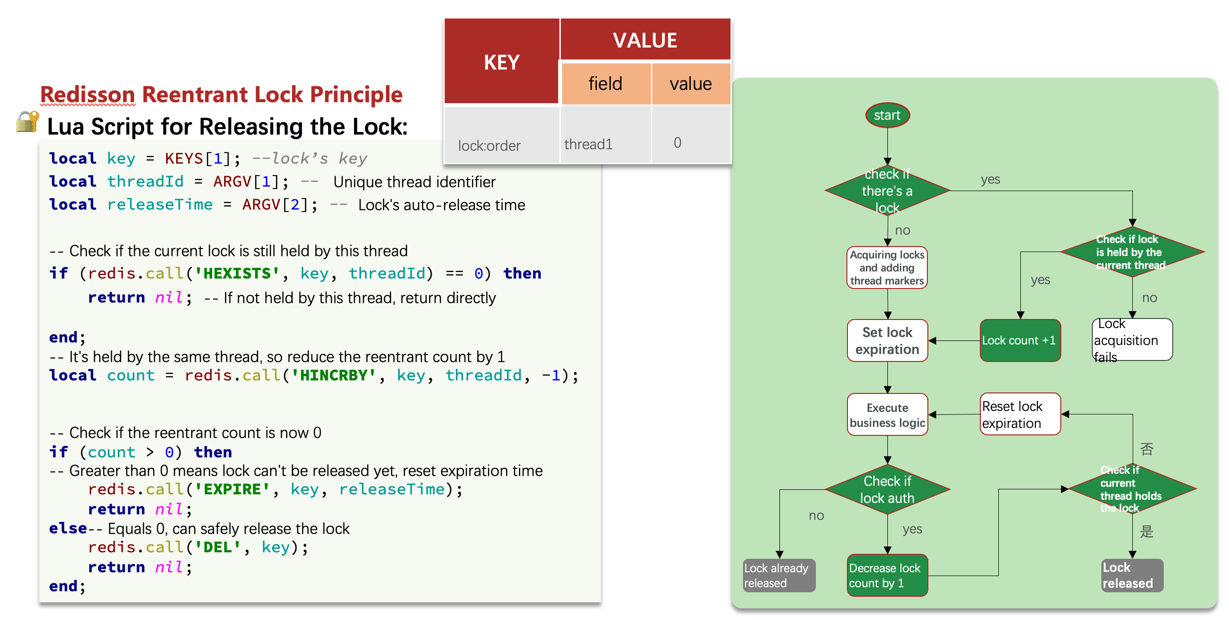 Redisson Reentrant Lock Principle
Lua Script for Releasing the Lock:
local key = KEYS[1]; --lock's key
local threadId = ARGV[1]; -- Unique thread identifier
local releaseTime = ARGV[2]; -- Lock's auto-release time
-- Check if the current lock is still held by this thread
if (redis.call('HEXISTS', key, threadId) == 0) then
return nil; -- If not held by this thread, return directly
end;
-- It's held by the same thread, so reduce the reentrant count by 1
local count = redis.call('HINCRBY', key, threadId, -1);
-- Check if the reentrant count is now 0
if (count > 0) then
-- Greater than 0 means lock can't be released yet, reset expiration time
redis.call('EXPIRE', key, releaseTime);
return nil;
else-- Equals 0, can safely release the lock
redis.call('DEL', key);
return nil;
end;
KEY
VALUE
field
value
lock:order
thread1
0
start
check if
there's a
lock
yes
no
Check if lock
is held by the
current thread
Acquiring locks
and adding
thread markers
yes
no
Set lock
expiration
Lock count +1
Lock
acquisition
fails
Execute
business logic
Reset lock
expiration
否
Check if
lock auth
Check if
current
thread holds
the lock
no
yes
是
Lock already
released
Decrease lock
count by 1
Lock
released